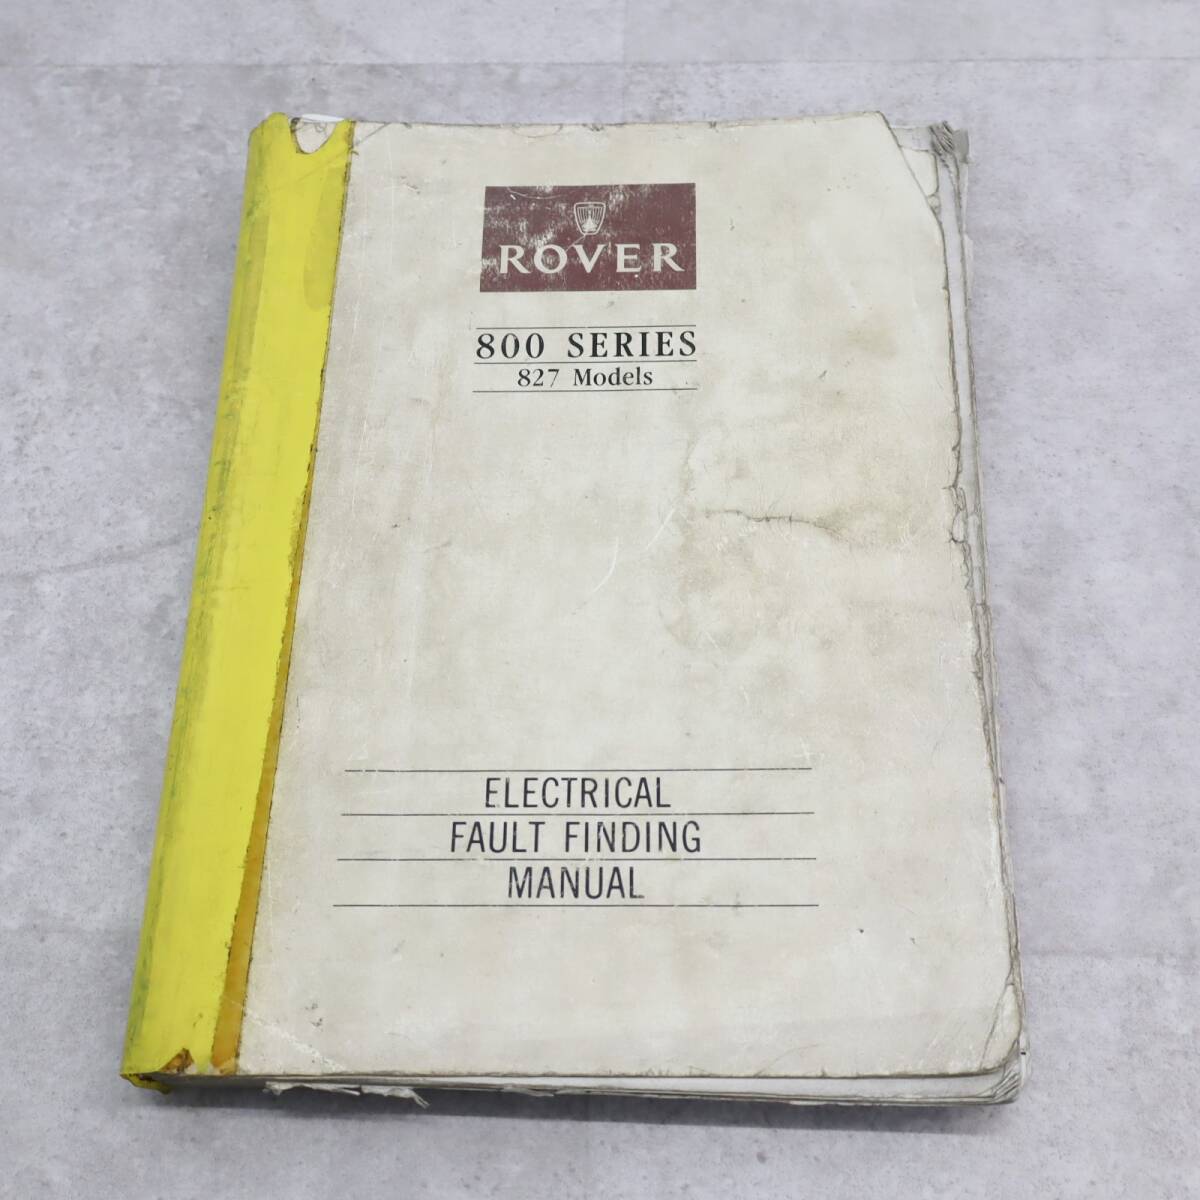 ROVER
800 SERIES
827 Models
ELECTRICAL
FAULT FINDING
MANUAL